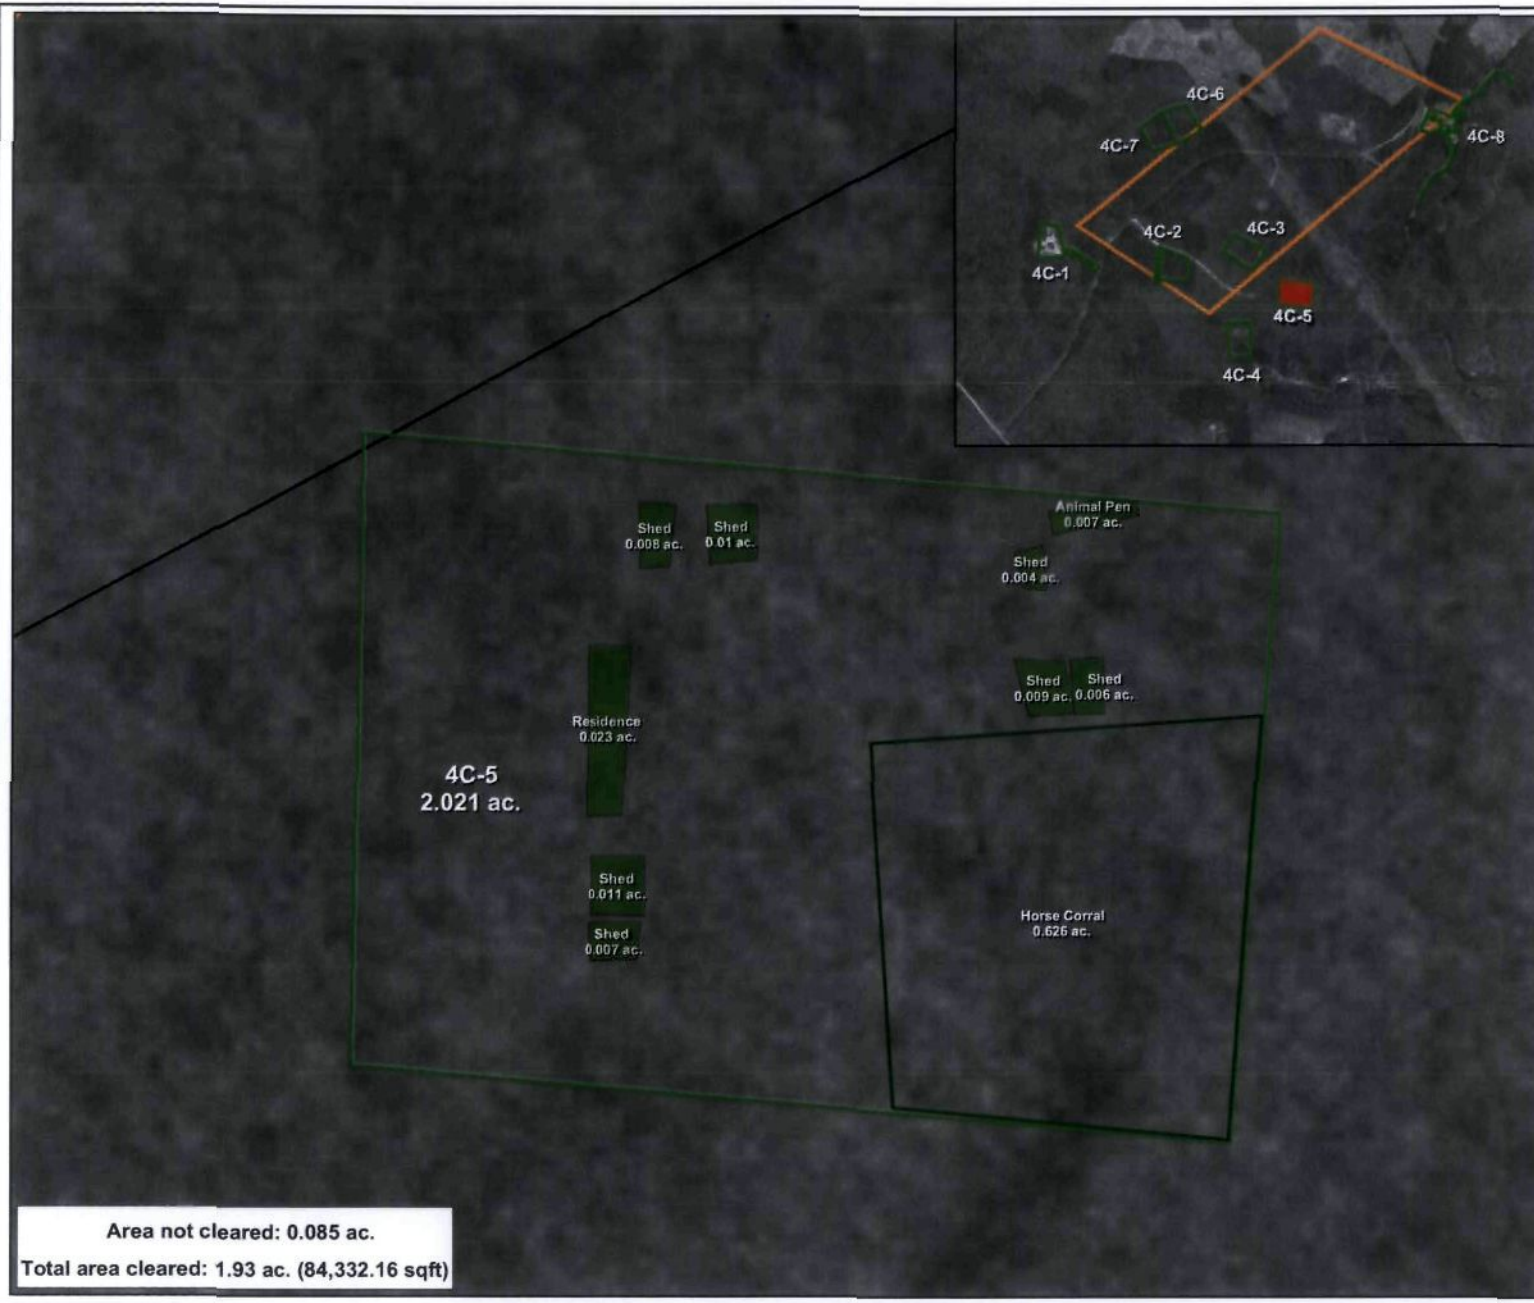 4C-6
4C-7
4C-8
4C-2
4C-3
4C-1
4C-5
4C-4
Animal Pen
0.007 ac.
Shed
0.008 ac.
Shed
0.01 ac.
Shed
0.004 ac.
Shed
0.009 ac.
Shed
0.006 ac.
Residence
0.023 ac.
4C-5
2.021 ac.
Shed
0.011 ac.
Shed
0.007 ac.
Horse Corral
0.626 ac.
Area not cleared: 0.085 ac.
Total area cleared: 1.93 ac. (84,332.16 sqft)